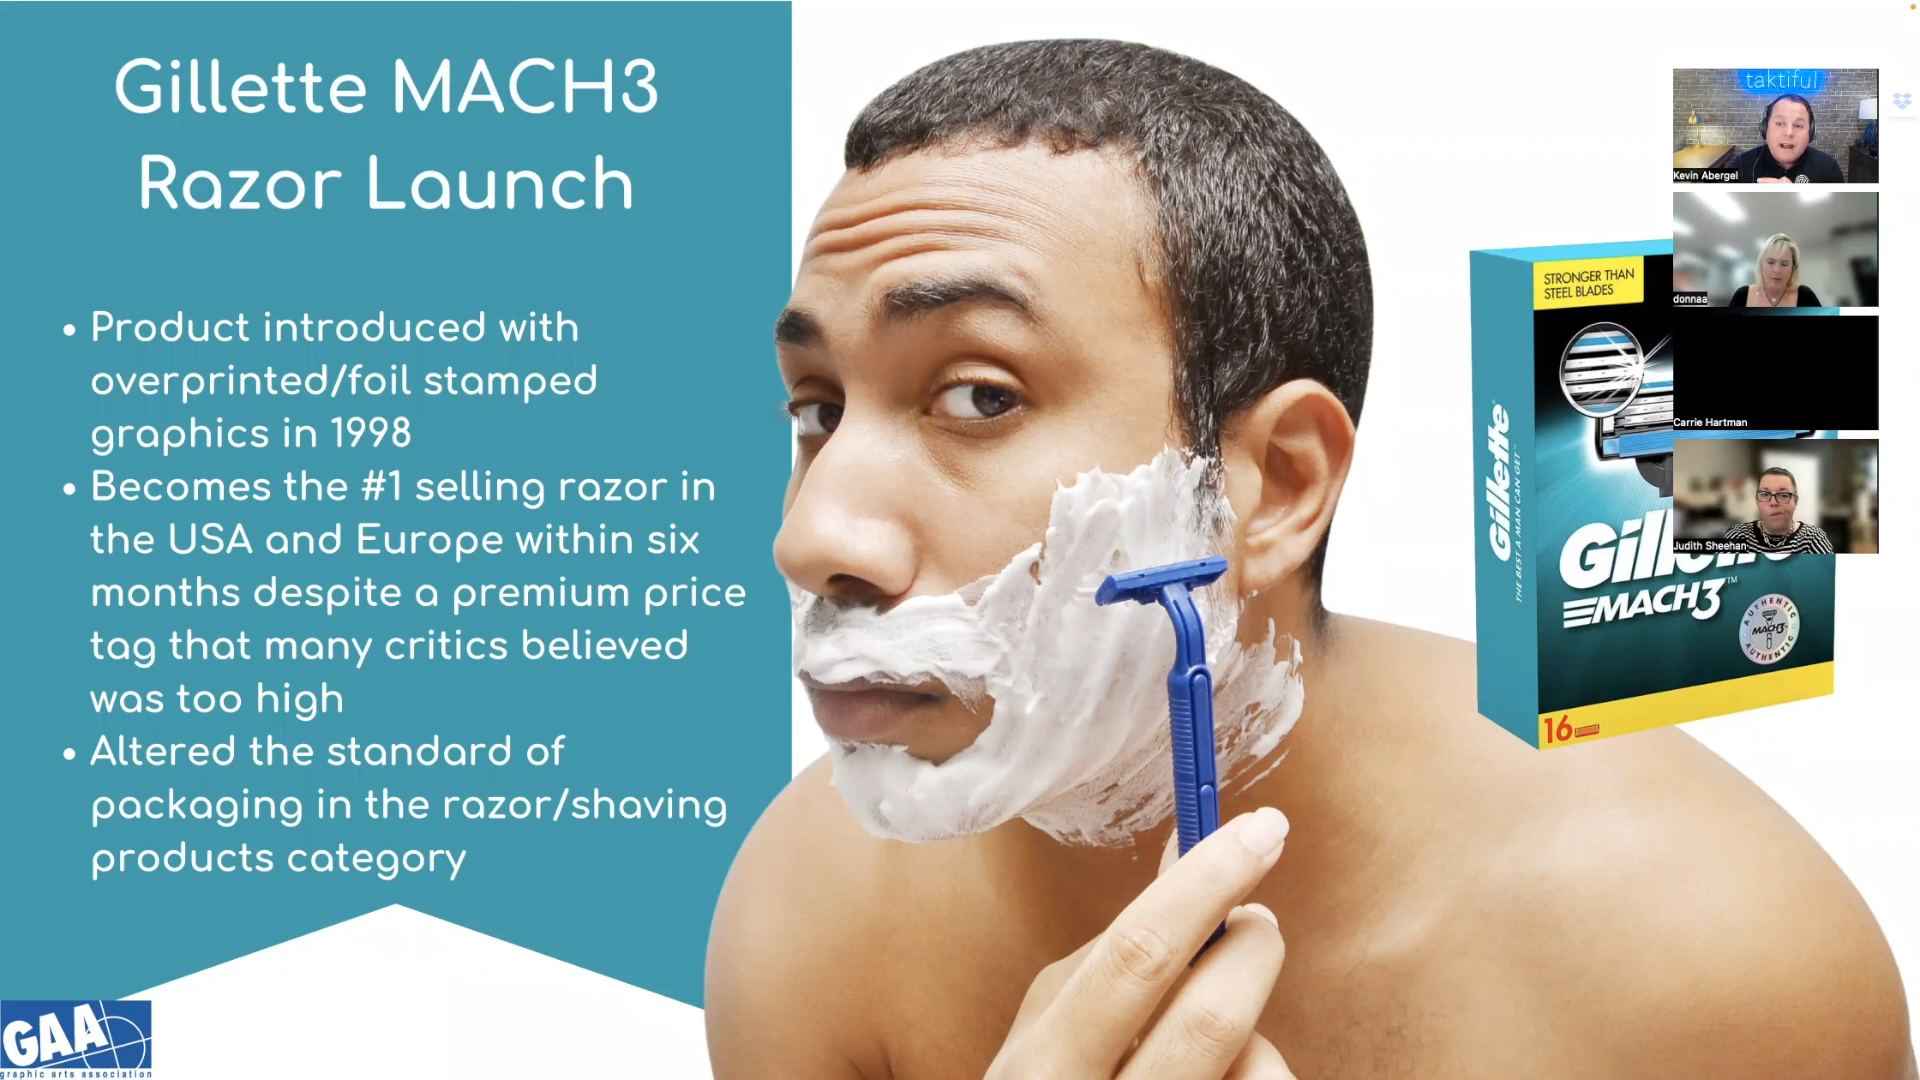 Gillette MACH3
Razor Launch
• Product introduced with
overprinted/foil stamped
graphics in 1998
• Becomes the #1 selling razor in
the USA and Europe within six
months despite a premium price
tag that many critics believed
was too high
• Altered the standard of
packaging in the razor/shaving
products category
GAA
graphic arts association
STRONGER THAN
STEEL BLADES
Gillette
THE BEST A MAN CAN GET™
MACH3™
AUTHENTIC
MACH3
AUTHENTIC
16
taktiful
Kevin Abergel
donnaa
Carrie Hartman
Judith Sheehan